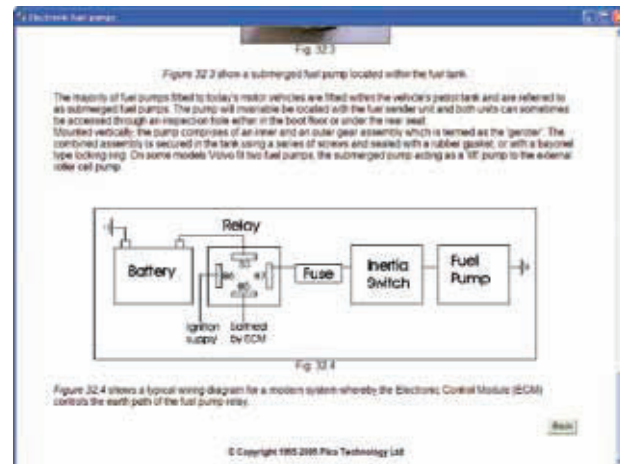 Electronic fuel pumps
Fig. 32.3
Figure 32.3 show a submerged fuel pump located within the fuel tank.
The majority of fuel pumps fitted to today's motor vehicles are fitted within the vehicle's petrol tank and are referred to
as submerged fuel pumps. The pump will invariable be located with the fuel sender unit and both units can sometimes
be accessed through an inspection hole either in the boot floor or under the rear seat.
Mounted vertically, the pump comprises of an inner and an outer gear assembly which is termed as the 'gerotor'. The
combined assembly is secured in the tank using a series of screws and sealed with a rubber gasket, or with a bayonet
type locking ring. On some models Volvo fit two fuel pumps, the submerged pump acting as a 'lift' pump to the external
roller cell pump.
Relay
Battery
86
87
85
Fuse
Inertia
Switch
Fuel
Pump
Ignition
supply
Earthed
by ECM
Fig. 32.4
Figure 32.4 shows a typical wiring diagram for a modern system whereby the Electronic Control Module (ECM)
controls the earth path of the fuel pump relay.
Back
© Copyright 1995-2005 Pico Technology Ltd